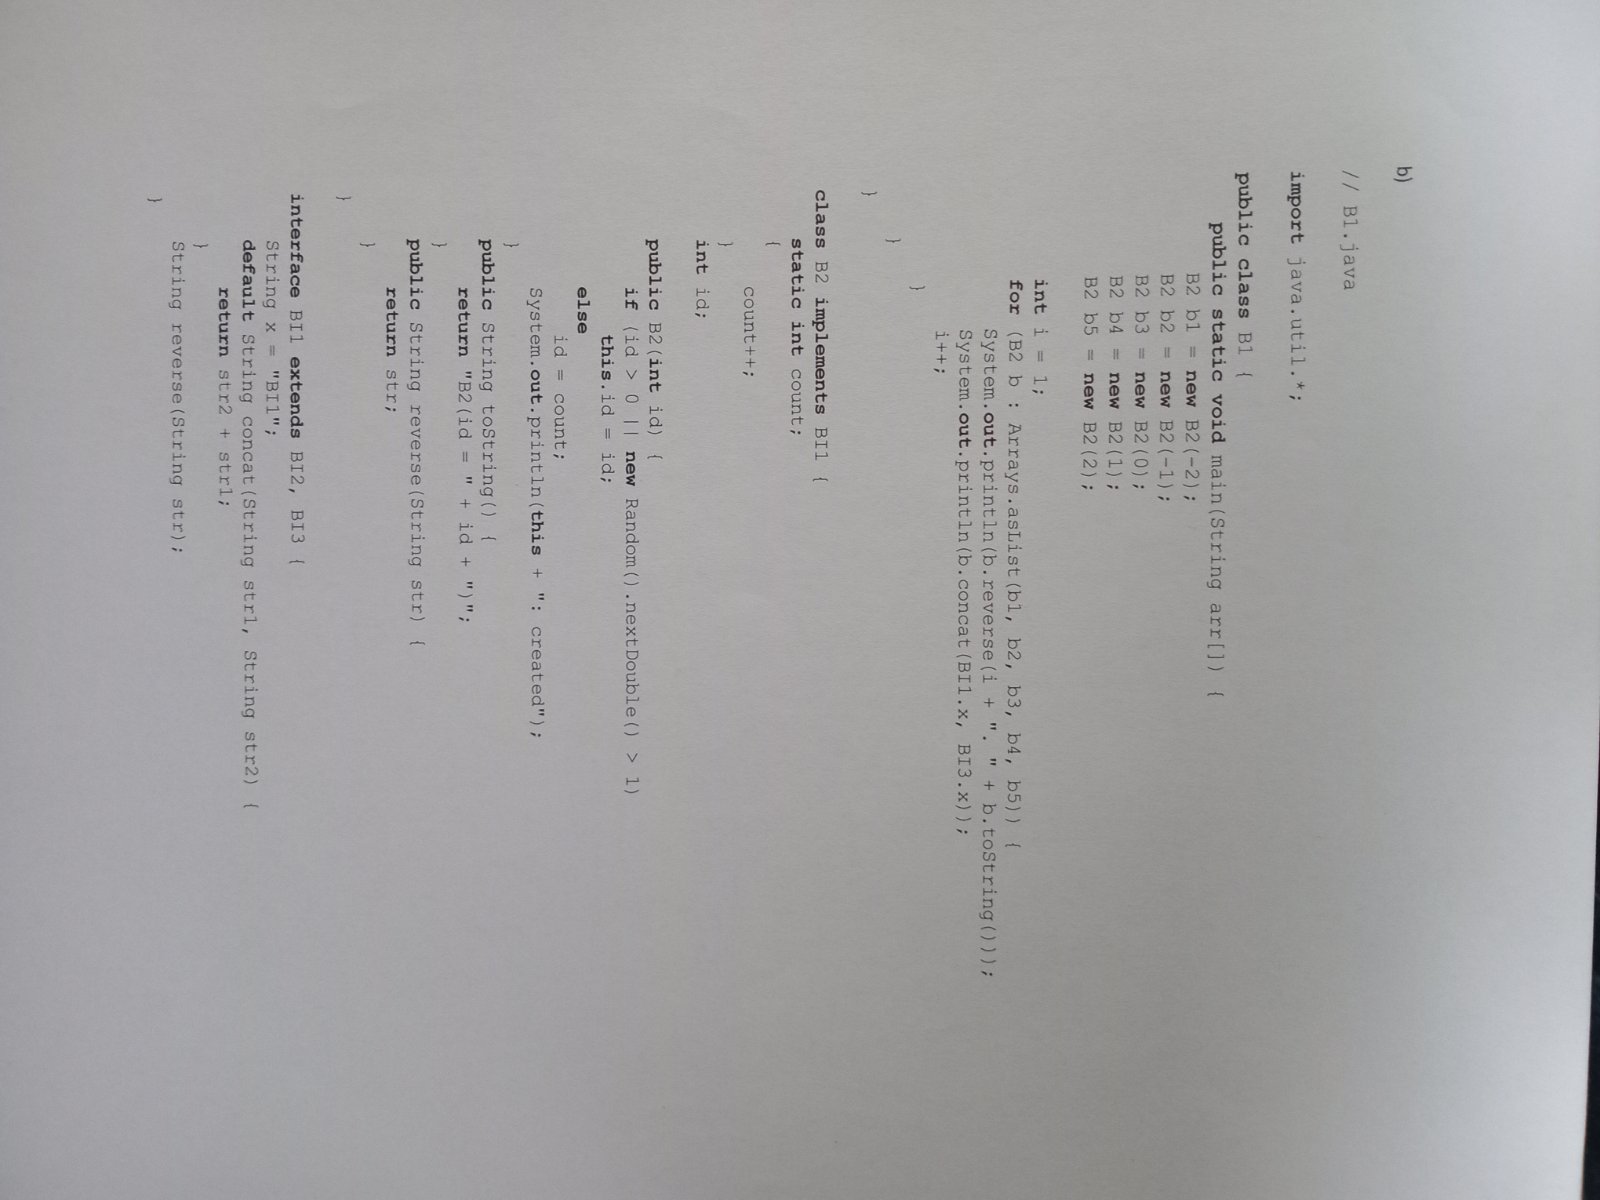 b)
// B1.java
import java.util.*;
public class B1 {
public static void main(String arr[]) {
B2 b1 = new B2(-2);
B2 b2 = new B2(-1);
B2 b3 = new B2(0);
B2 b4 = new B2(1);
B2 b5 = new B2(2);
int i = 1;
for (B2 b : Arrays.asList(b1, b2, b3, b4, b5)) {
System.out.println(b.reverse(i + ". " + b.toString()));
System.out.println(b.concat(BI1.x, BI3.x));
i++;
}
}
}
class B2 implements BI1 {
static int count;
{
count++;
}
int id;
public B2(int id) {
if (id > 0 || new Random().nextDouble() > 1)
this.id = id;
else
id = count;
System.out.println(this + ": created");
}
public String toString() {
return "B2(id = " + id + ")";
}
public String reverse(String str) {
return str;
}
}
interface BI1 extends BI2, BI3 {
String x = "BI1";
default String concat(String str1, String str2) {
return str2 + str1;
}
String reverse(String str);
}